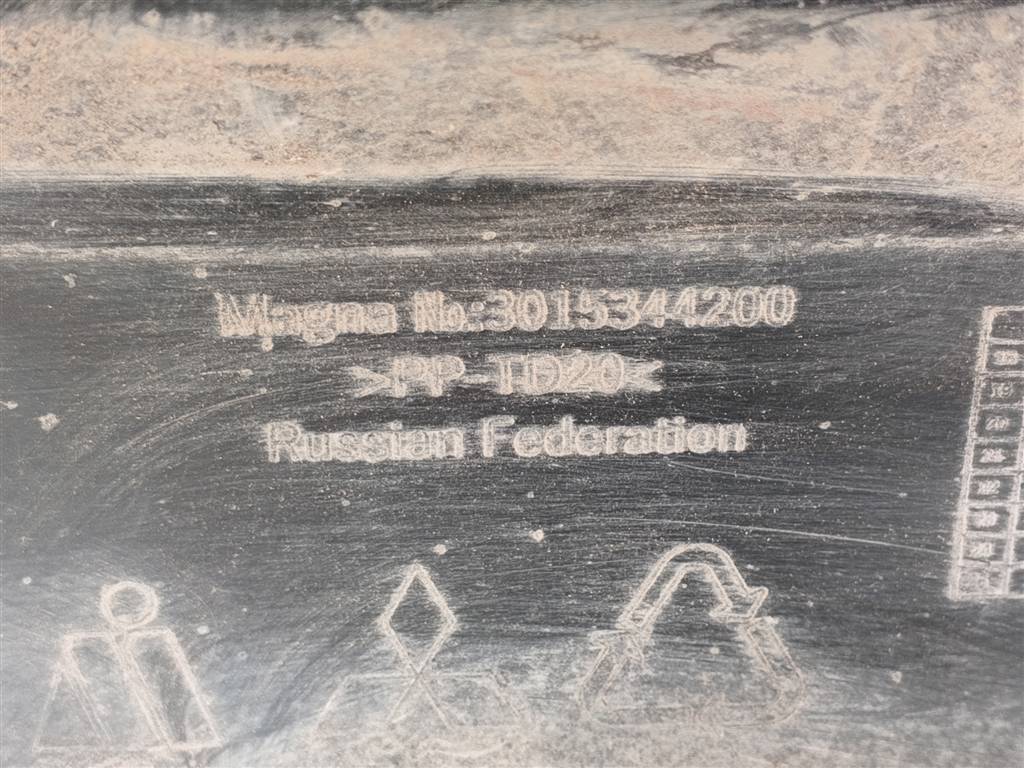 Magna No.:3015344200
>PP-TD20<
Russian Federation